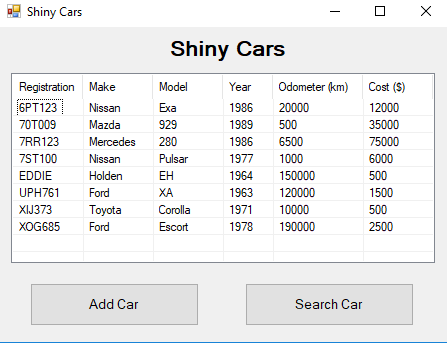 Shiny Cars
Shiny Cars
Registration Make Model Year Odometer (km) Cost ($)
6PT123 Nissan Exa 1986 20000 12000
70T009 Mazda 929 1989 500 35000
7RR123 Mercedes 280 1986 6500 75000
7ST100 Nissan Pulsar 1977 1000 6000
EDDIE Holden EH 1964 150000 500
UPH761 Ford XA 1963 120000 1500
XIJ373 Toyota Corolla 1971 10000 500
XOG685 Ford Escort 1978 190000 2500
Add Car Search Car